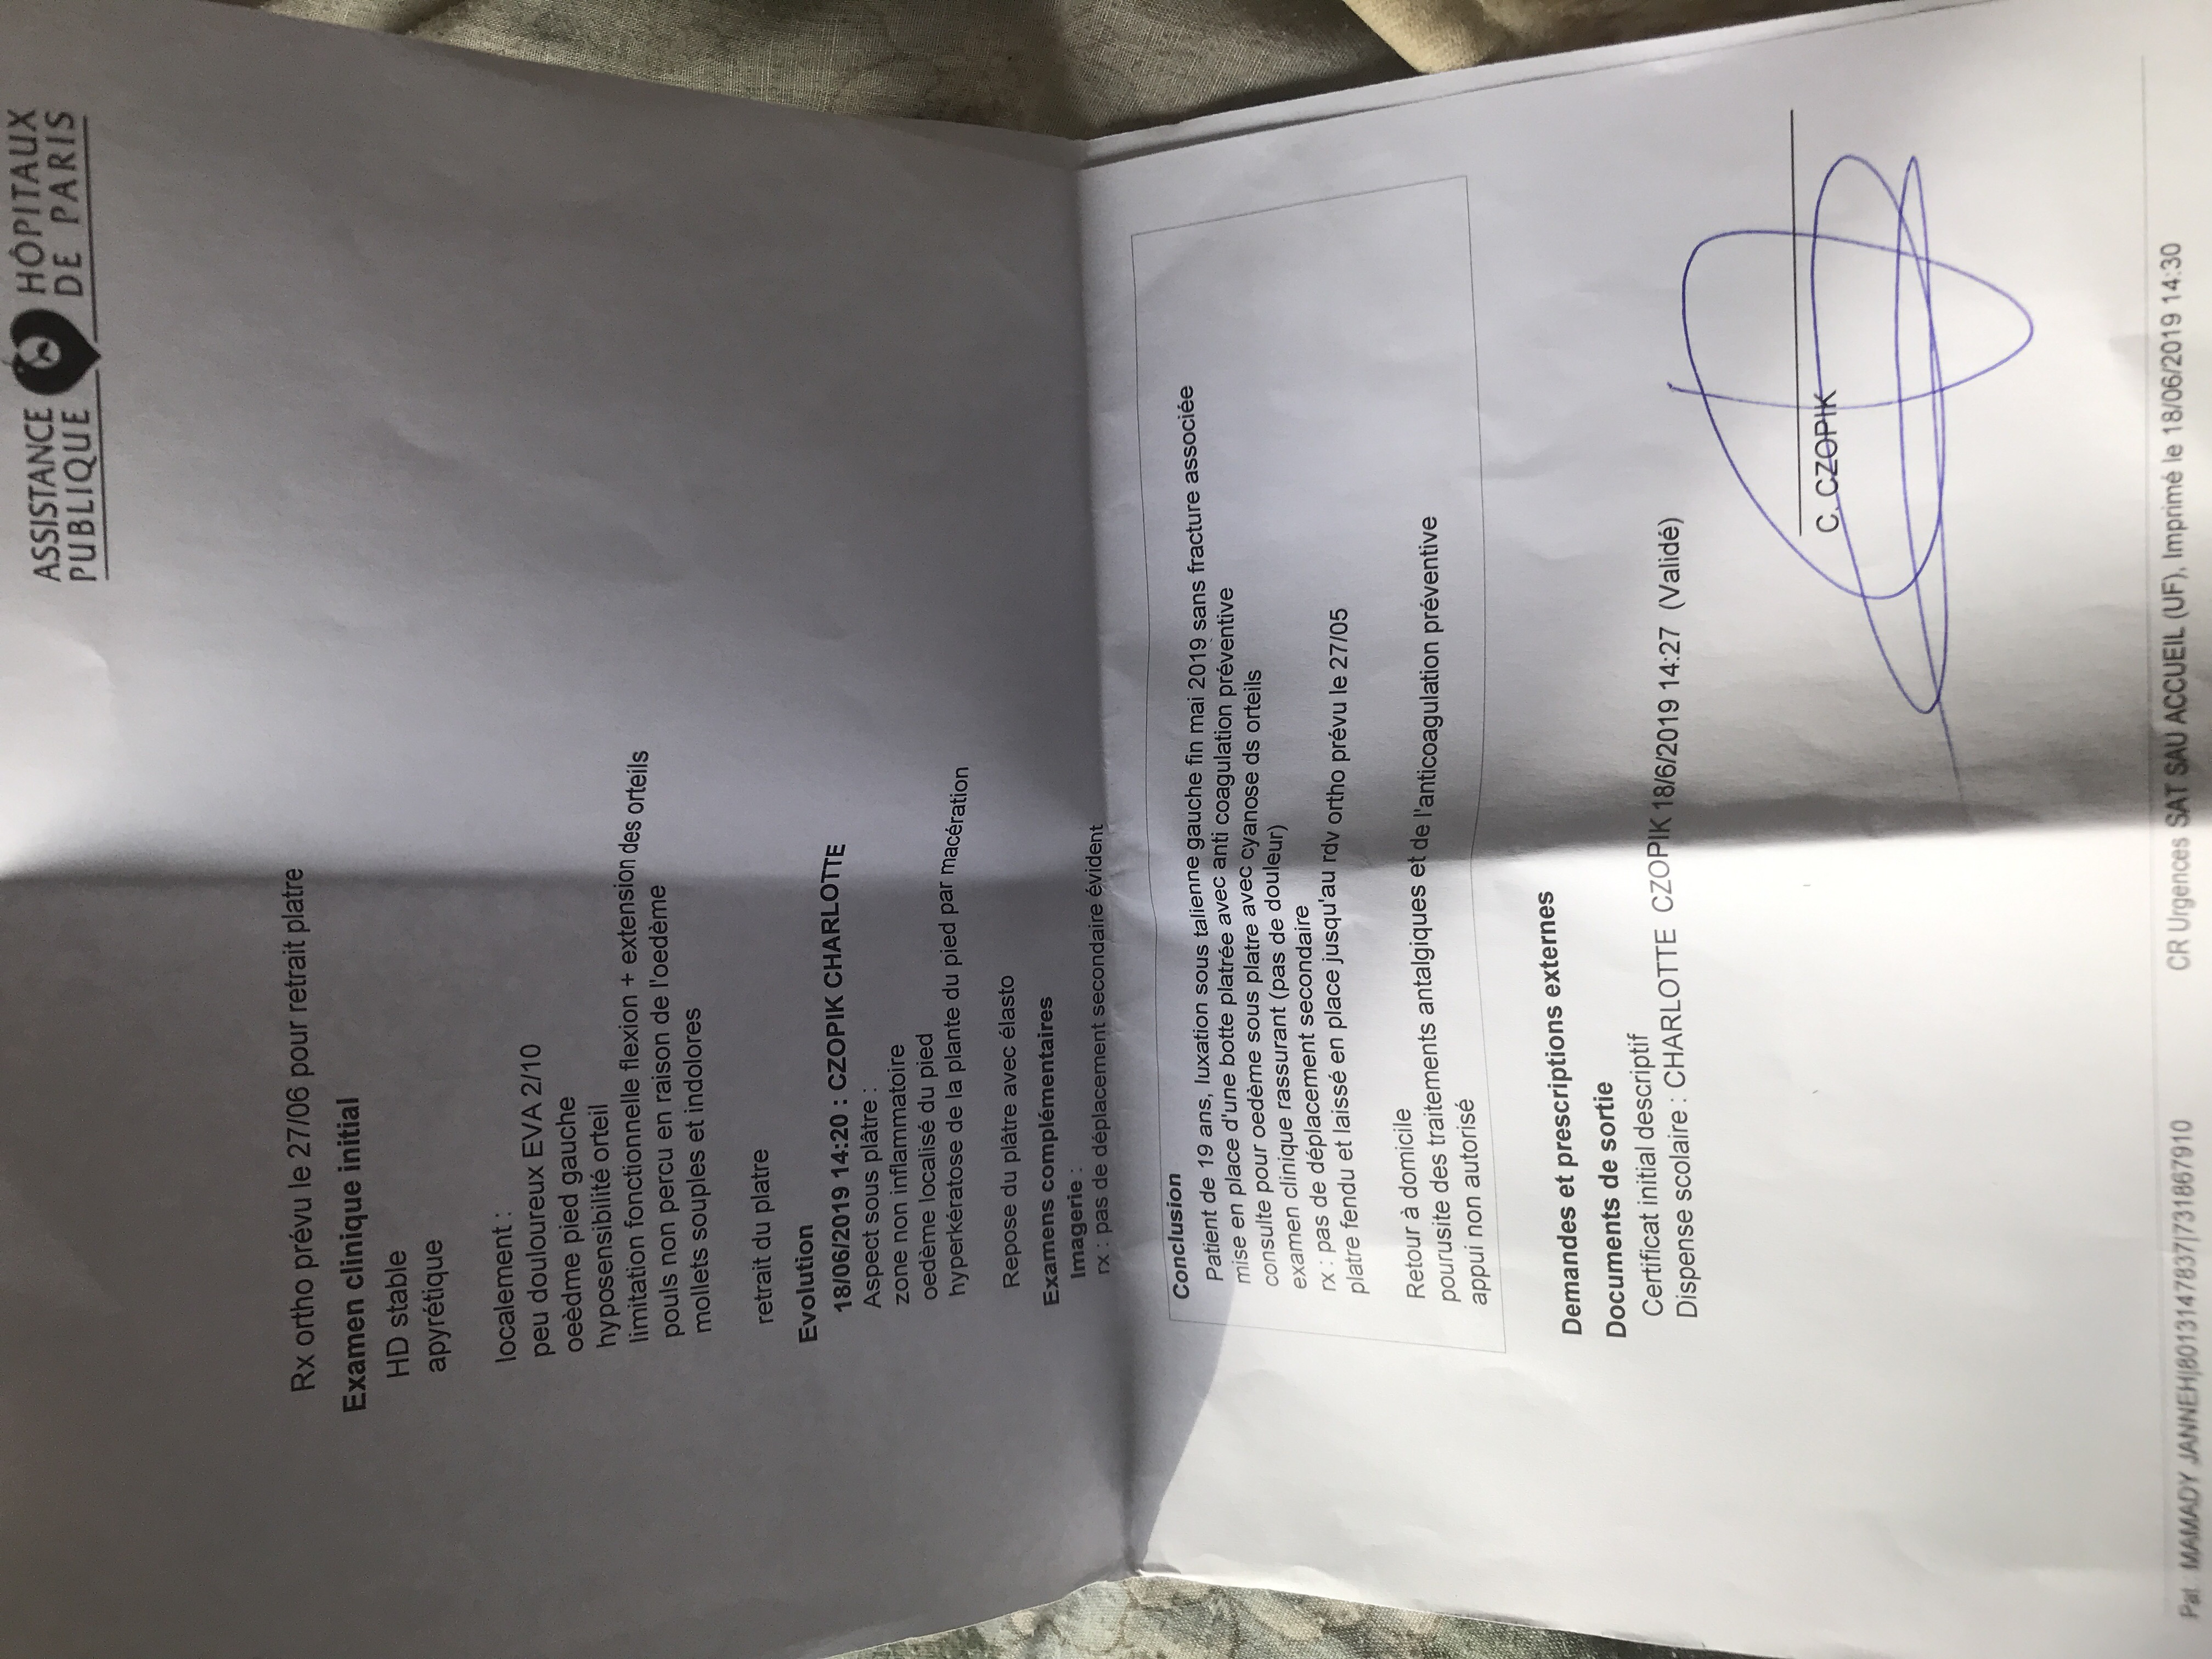 ASSISTANCE HÔPITAUX
PUBLIQUE DE PARIS
Rx ortho prévu le 27/06 pour retrait platre
Examen clinique initial
HD stable
apyrétique
localement :
peu douloureux EVA 2/10
oeèdme pied gauche
hyposensibilité orteil
limitation fonctionnelle flexion + extension des orteils
pouls non percu en raison de l'oedème
mollets souples et indolores
retrait du platre
Evolution
18/06/2019 14:20 : CZOPIK CHARLOTTE
Aspect sous plâtre :
zone non inflammatoire
oedème localisé du pied
hyperkératose de la plante du pied par macération
Repose du plâtre avec élasto
Examens complémentaires
Imagerie :
rx : pas de déplacement secondaire évident
Conclusion
Patient de 19 ans, luxation sous talienne gauche fin mai 2019 sans fracture associée
mise en place d'une botte platrée avec anti coagulation préventive
consulte pour oedème sous platre avec cyanose ds orteils
examen clinique rassurant (pas de douleur)
rx : pas de déplacement secondaire
platre fendu et laissé en place jusqu'au rdv ortho prévu le 27/05
Retour à domicile
pourusite des traitements antalgiques et de l'anticoagulation préventive
appui non autorisé
Demandes et prescriptions externes
Documents de sortie
Certificat initial descriptif
Dispense scolaire : CHARLOTTE CZOPIK 18/6/2019 14:27 (Validé)
C. CZOPIK
Pat : MAMADY JANNEH|8013147837|731867910 CR Urgences SAT SAU ACCUEIL (UF), Imprimé le 18/06/2019 14:30